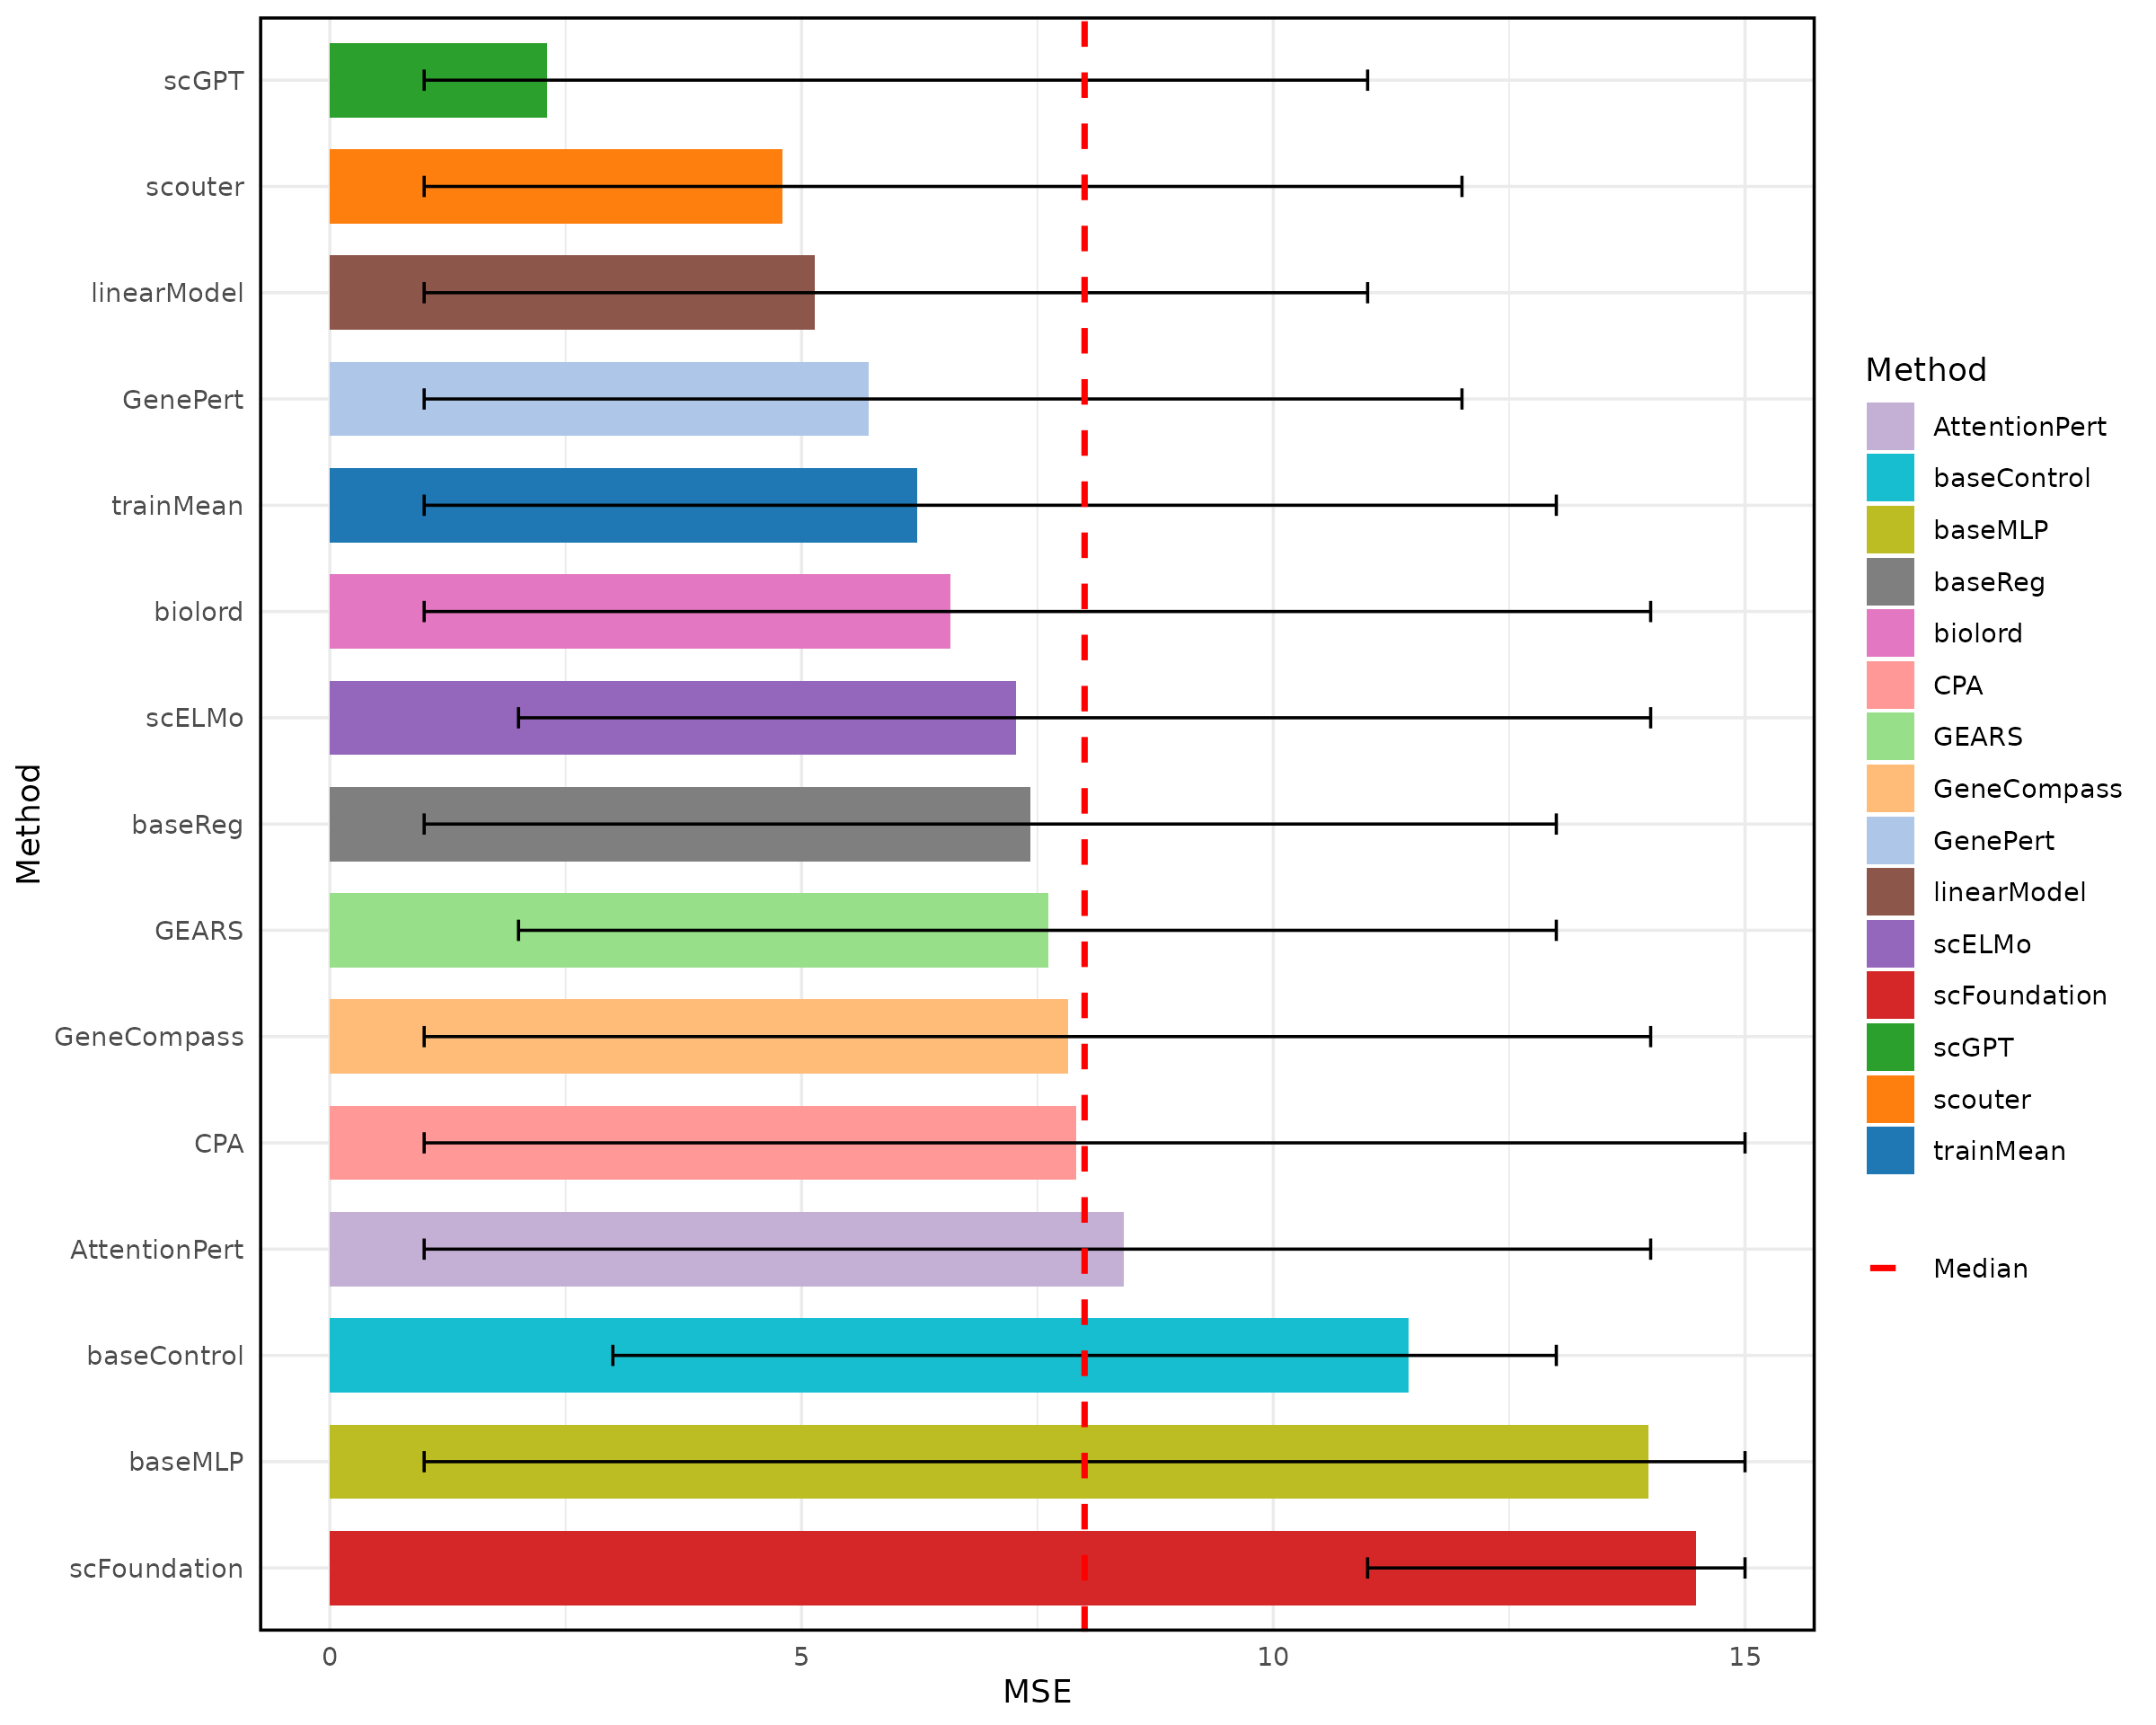 scGPT
scouter
linearModel
GenePert
trainMean
biolord
scELMo
baseReg
GEARS
GeneCompass
CPA
AttentionPert
baseControl
baseMLP
scFoundation
Method
0 5 10 15
MSE
Method
AttentionPert
baseControl
baseMLP
baseReg
biolord
CPA
GEARS
GeneCompass
GenePert
linearModel
scELMo
scFoundation
scGPT
scouter
trainMean
Median